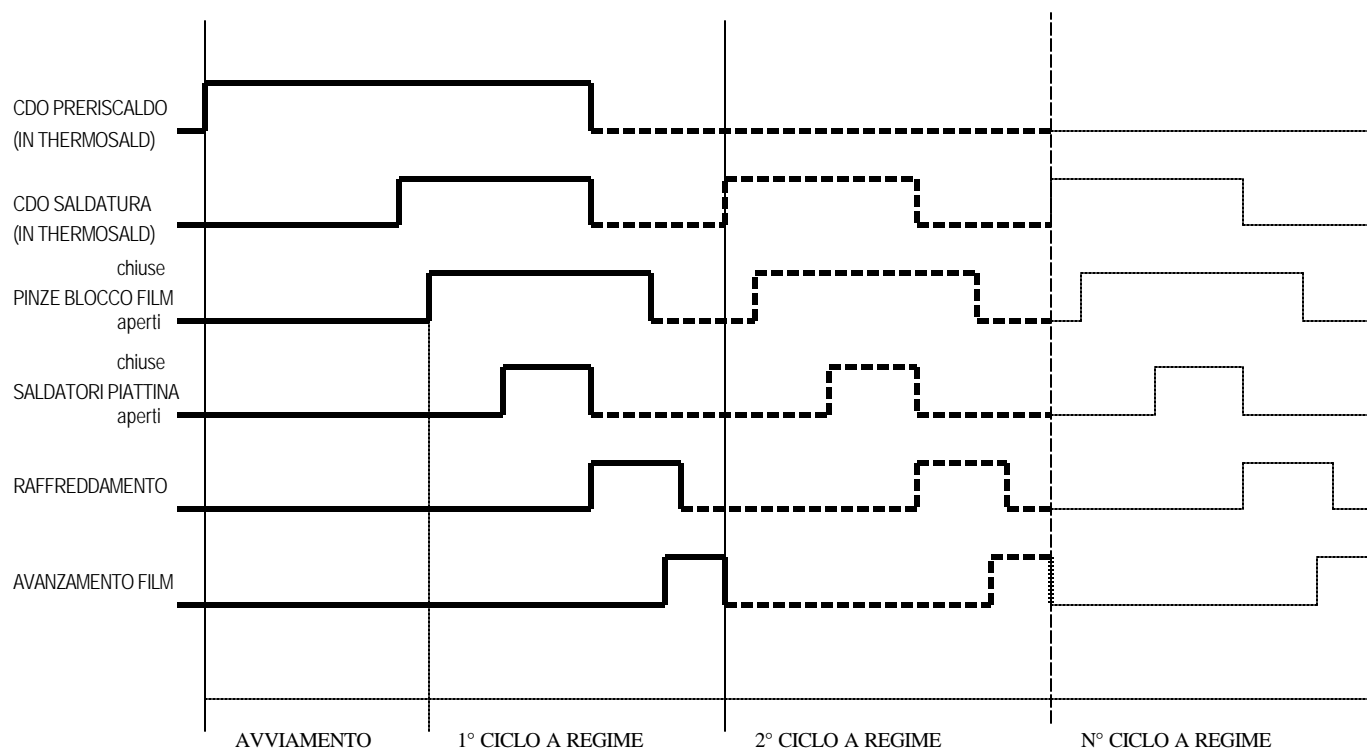 CDO PRERISCALDO
(IN THERMOSALD)
CDO SALDATURA
(IN THERMOSALD)
chiuse
PINZE BLOCCO FILM
aperti
chiuse
SALDATORI PIATTINA
aperti
RAFFREDDAMENTO
AVANZAMENTO FILM
AVVIAMENTO 1° CICLO A REGIME 2° CICLO A REGIME N° CICLO A REGIME